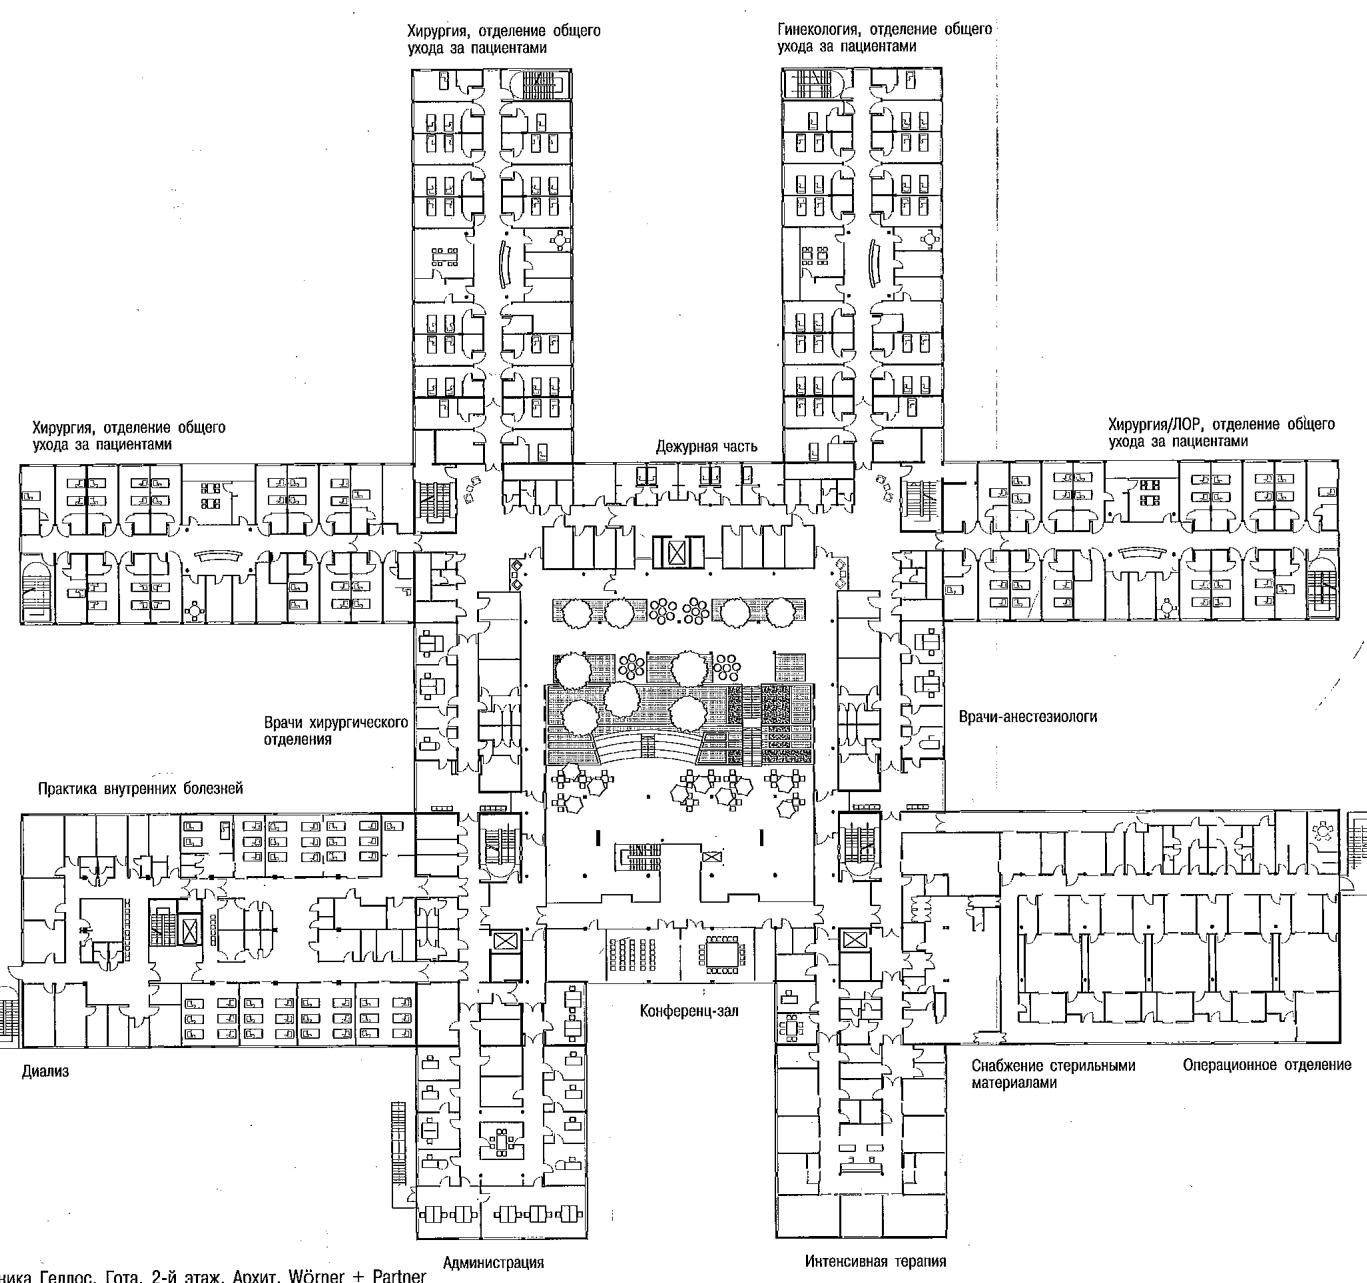 Хирургия, отделение общего
ухода за пациентами
Гинекология, отделение общего
ухода за пациентами
Хирургия, отделение общего
ухода за пациентами
Дежурная часть
Хирургия/ЛОР, отделение общего
ухода за пациентами
Врачи хирургического
отделения
Врачи-анестезиологи
Практика внутренних болезней
Конференц-зал
Диализ
Снабжение стерильными
материалами
Операционное отделение
Администрация
Интенсивная терапия
ника Геллос, Гота, 2-й этаж. Архит. Wörner + Partner